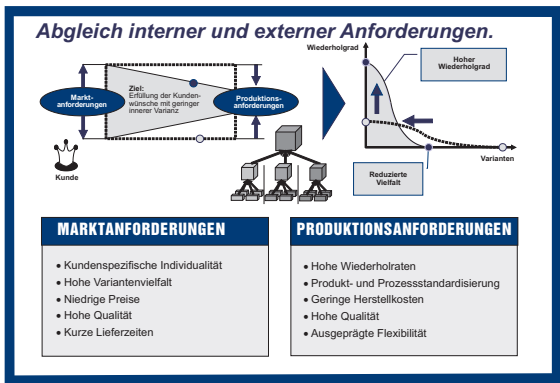 Abgleich interner und externer Anforderungen.
Markt-
anforderungen
Ziel:
Erfüllung der Kunden-
wünsche mit geringer
innerer Varianz
Produktions-
anforderungen
Kunde
Wiederholgrad
Hoher
Wiederholgrad
Varianten
Reduzierte
Vielfalt
MARKTANFORDERUNGEN
• Kundenspezifische Individualität
• Hohe Variantenvielfalt
• Niedrige Preise
• Hohe Qualität
• Kurze Lieferzeiten
PRODUKTIONSANFORDERUNGEN
• Hohe Wiederholraten
• Produkt- und Prozessstandardisierung
• Geringe Herstellkosten
• Hohe Qualität
• Ausgeprägte Flexibilität